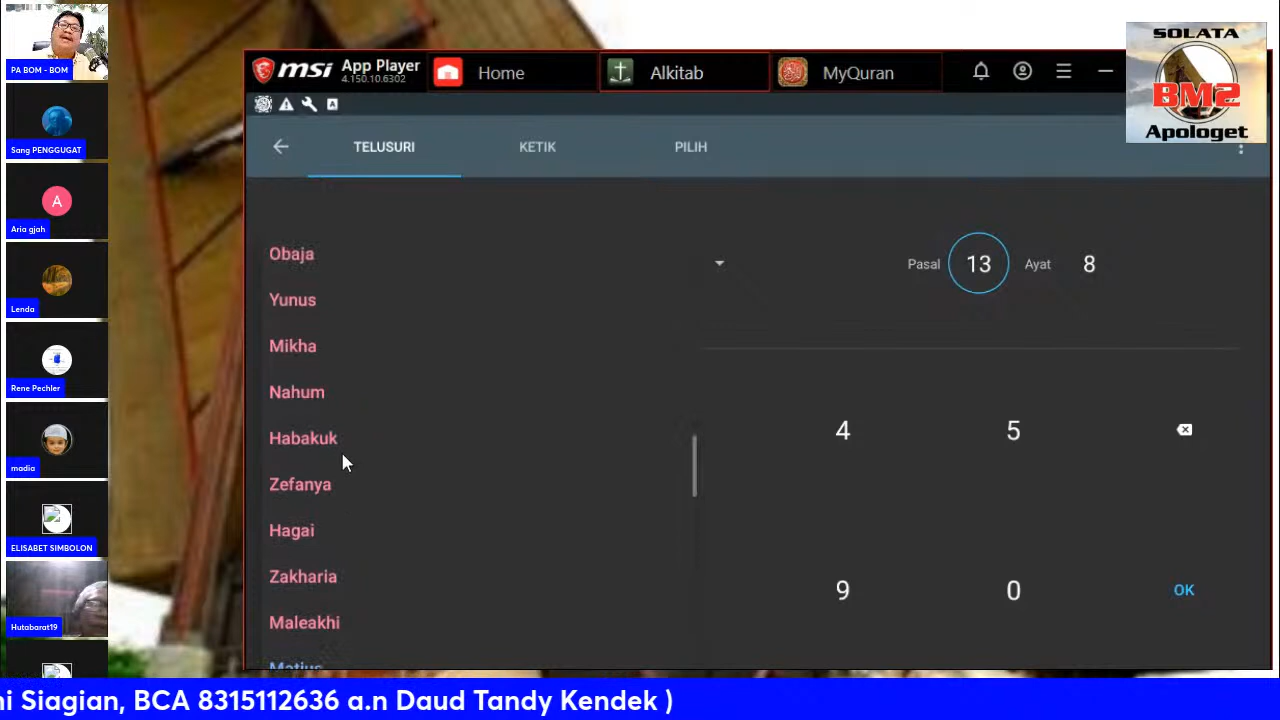 PA BOM - BOM
Sang PENGGUGAT
A
Aria gjah
Lenda
Rene Pechler
madia
ELISABET SIMBOLON
Hutabarat19
msi App Player
4.150.10.6302
Home
Alkitab
MyQuran
SOLATA
BM2
Apologet
TELUSURI
KETIK
PILIH
Obaja
Yunus
Mikha
Nahum
Habakuk
Zefanya
Hagai
Zakharia
Maleakhi
Matius
Pasal 13 Ayat 8
4 5
9 0 OK
ni Siagian, BCA 8315112636 a.n Daud Tandy Kendek )